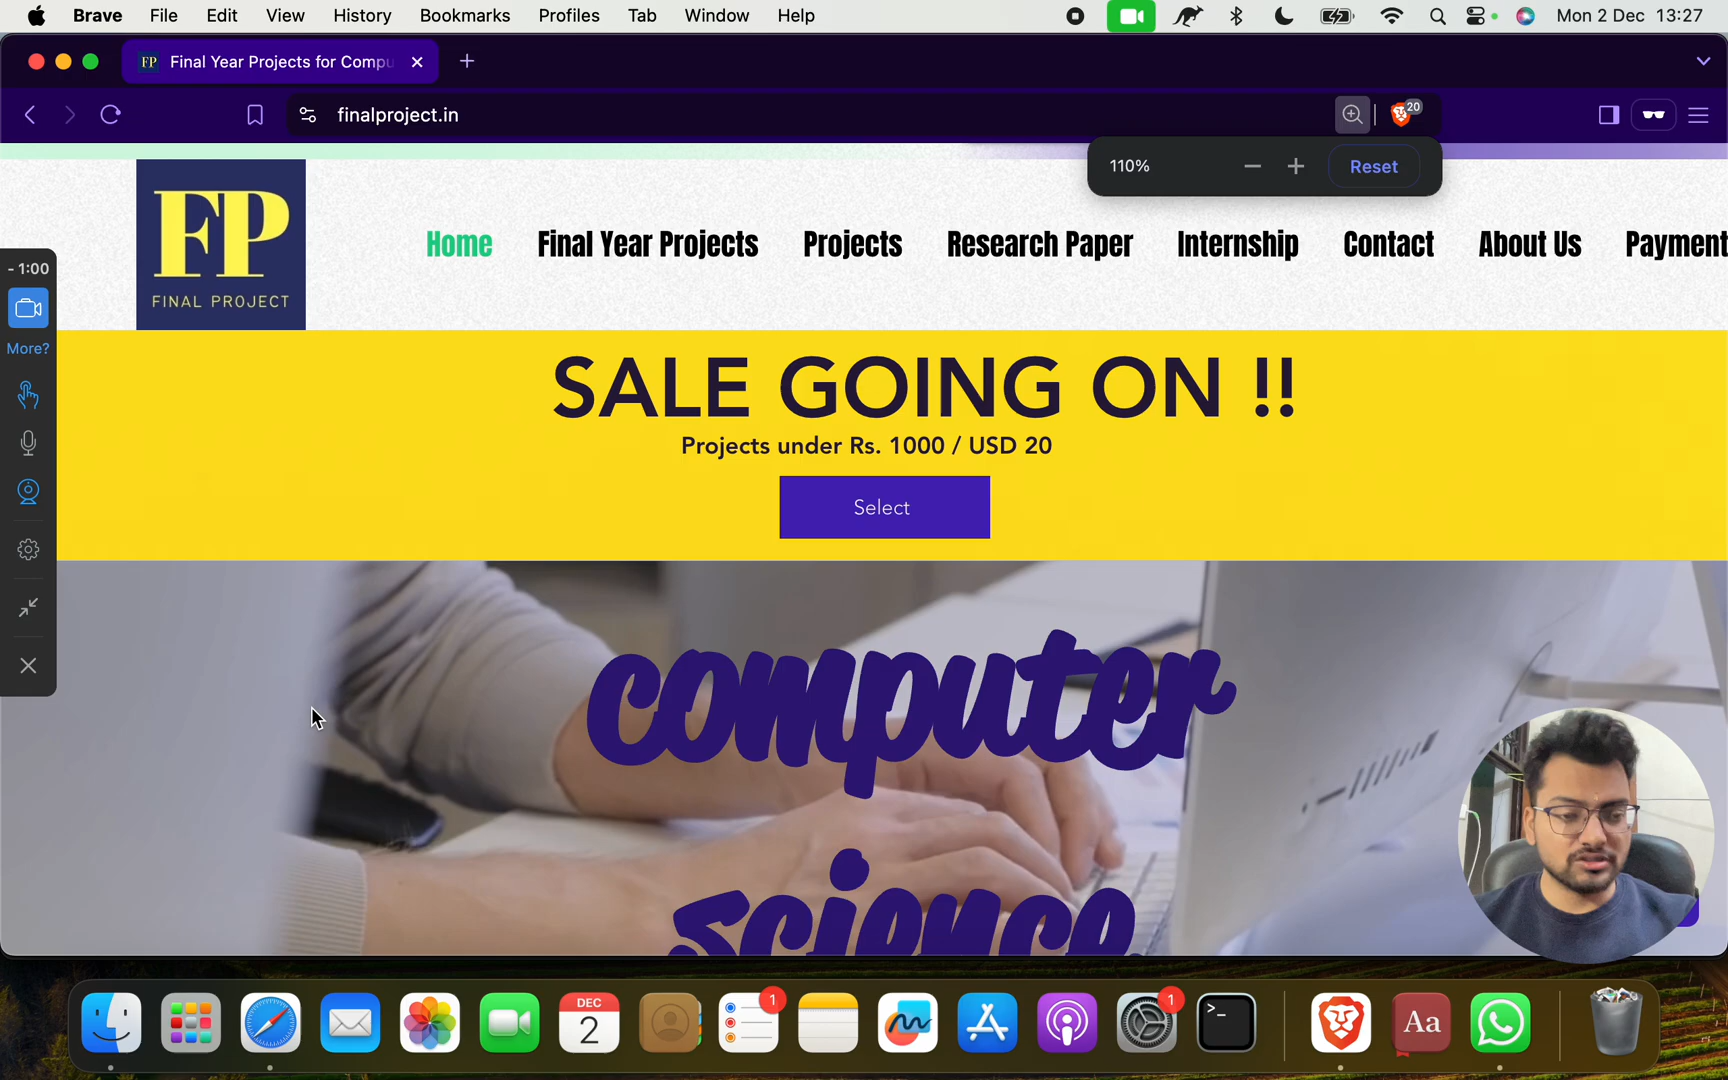 Brave File Edit View History Bookmarks Profiles Tab Window Help Mon 2 Dec 13:27
FP Final Year Projects for Compu
finalproject.in 20
110% Reset
FP
FINAL PROJECT
Home Final Year Projects Projects Research Paper Internship Contact About Us Payment
- 1:00
More?
SALE GOING ON !!
Projects under Rs. 1000 / USD 20
Select
computer
science
DEC
2
1
1
>_
Aa